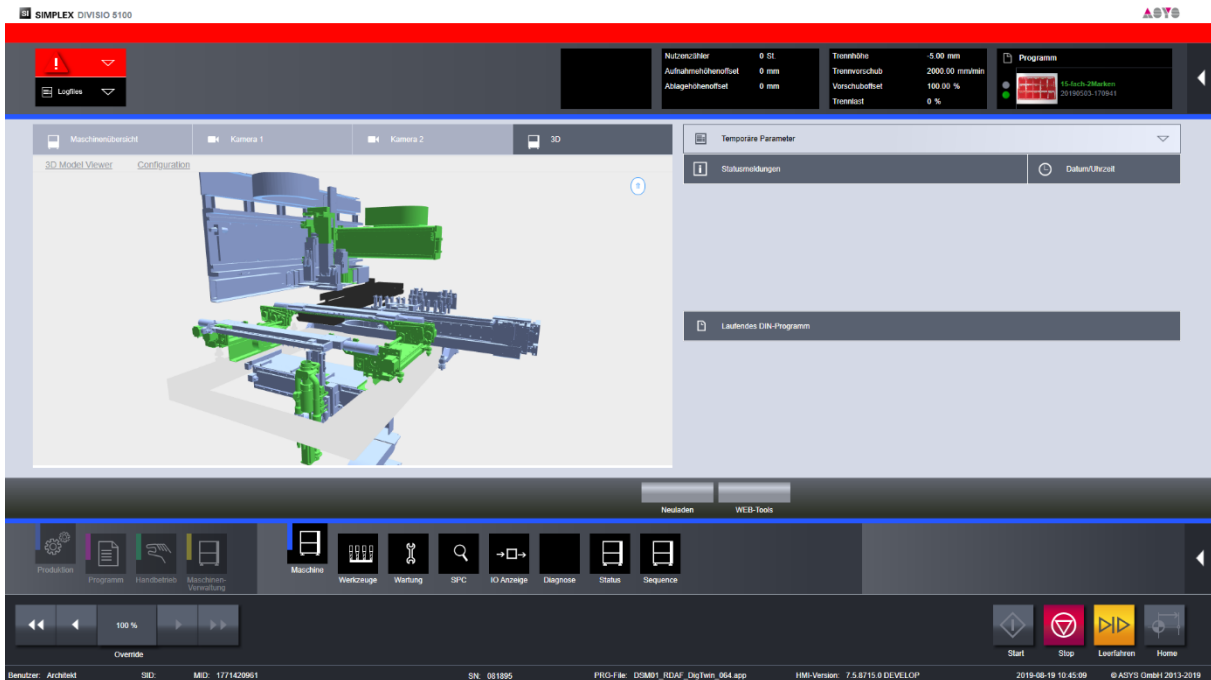 SI SIMPLEX DIVISIO 5100
ASYS
Logfiles
Nutzenzähler 0 St.
Aufnahmehöhenoffset 0 mm
Ablagehöhenoffset 0 mm
Trennhöhe -5.00 mm
Trennvorschub 2000.00 mm/min
Vorschuboffset 100.00 %
Trennlast 0 %
Programm
15-fach-2Marken
20190503-170941
Maschinenübersicht
Kamera 1
Kamera 2
3D
Temporäre Parameter
3D Model Viewer
Configuration
Statusmeldungen
Datum/Uhrzeit
Laufendes DIN-Programm
Neuladen
WEB-Tools
Produktion
Programm
Handbetrieb
Maschinen-
Verwaltung
Maschine
Werkzeuge
Wartung
SPC
IO Anzeige
Diagnose
Status
Sequence
100 %
Override
Start
Stop
Leerfahren
Home
Benutzer: Architekt SID: MID: 1771420961 SN: 081895 PRG-File: DSM01_RDAF_DigTwin_064.app HMI-Version: 7.5.8715.0 DEVELOP 2019-08-19 10:45:09 © ASYS GmbH 2013-2019